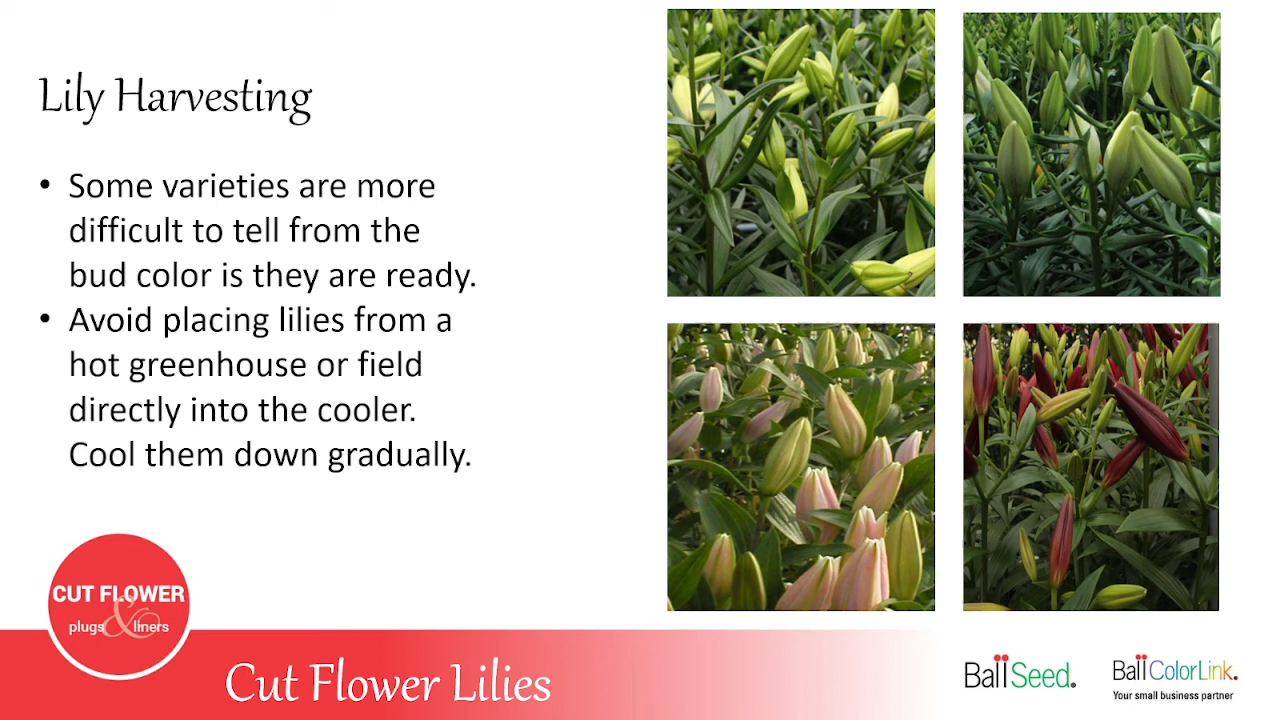 Lily Harvesting
• Some varieties are more
difficult to tell from the
bud color is they are ready.
• Avoid placing lilies from a
hot greenhouse or field
directly into the cooler.
Cool them down gradually.
CUT FLOWER
plugs & liners
Cut Flower Lilies
Ball Seed.
Ball ColorLink.
Your small business partner